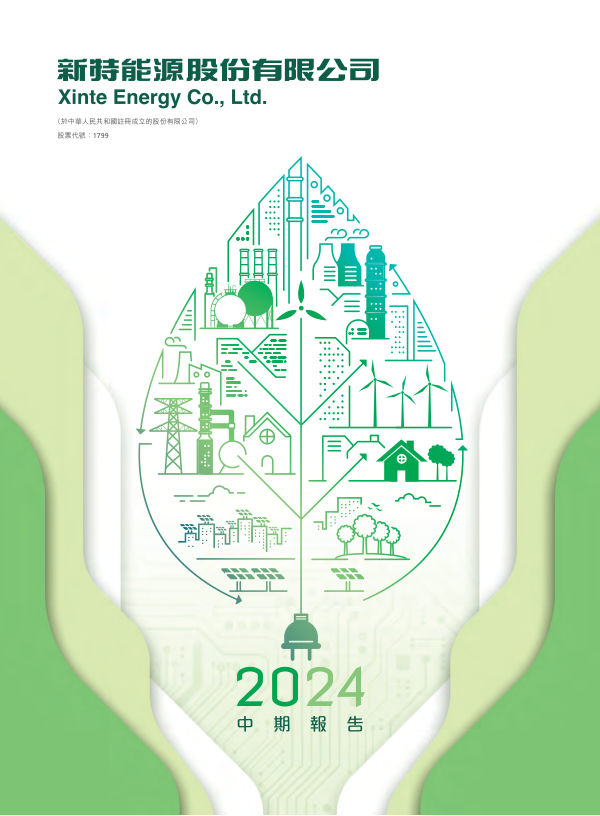 新特能源股份有限公司
Xinte Energy Co., Ltd.
(於中華人民共和國註冊成立的股份有限公司)
股票代號：1799
2024
中期報告